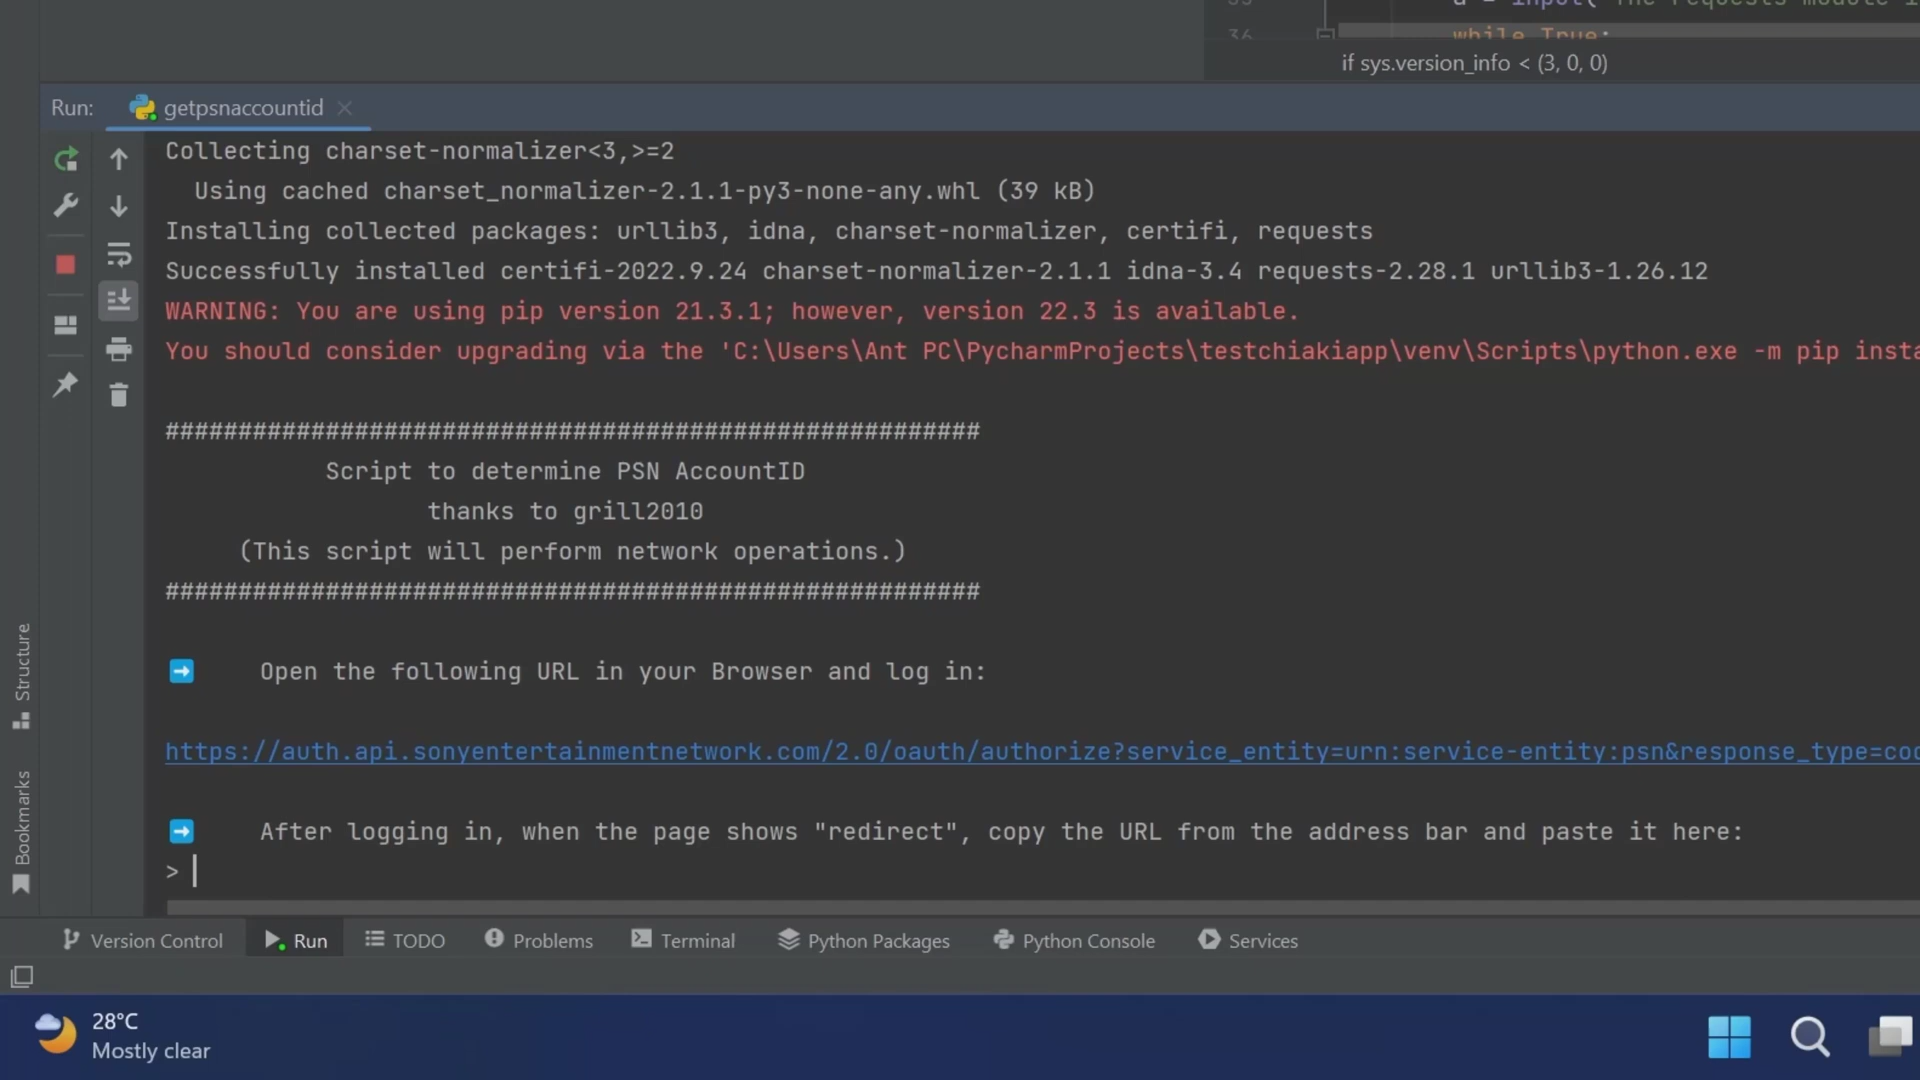 35 a = input(
36 while True:
if sys.version_info < (3, 0, 0)
Run: getpsnaccountid
Collecting charset-normalizer<3,>=2
Using cached charset_normalizer-2.1.1-py3-none-any.whl (39 kB)
Installing collected packages: urllib3, idna, charset-normalizer, certifi, requests
Successfully installed certifi-2022.9.24 charset-normalizer-2.1.1 idna-3.4 requests-2.28.1 urllib3-1.26.12
WARNING: You are using pip version 21.3.1; however, version 22.3 is available.
You should consider upgrading via the 'C:\Users\Ant PC\PycharmProjects\testchiakiapp\venv\Scripts\python.exe -m pip insta
########################################################
Script to determine PSN AccountID
thanks to grill2010
(This script will perform network operations.)
########################################################
➡ Open the following URL in your Browser and log in:
https://auth.api.sonyentertainmentnetwork.com/2.0/oauth/authorize?service_entity=urn:service-entity:psn&response_type=cod
➡ After logging in, when the page shows "redirect", copy the URL from the address bar and paste it here:
>
Structure
Bookmarks
Version Control Run TODO Problems Terminal Python Packages Python Console Services
28°C
Mostly clear